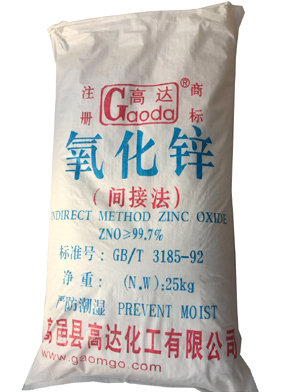 注册 高达® 商标
Gaoda
氧化锌
(间接法)
INDIRECT METHOD ZINC OXIDE
ZNO≥99.7%
标准号: GB/T 3185-92
净重: (N.W):25kg
严防潮湿 PREVENT MOIST
高邑县高达化工有限公司
www.gaomgo.com